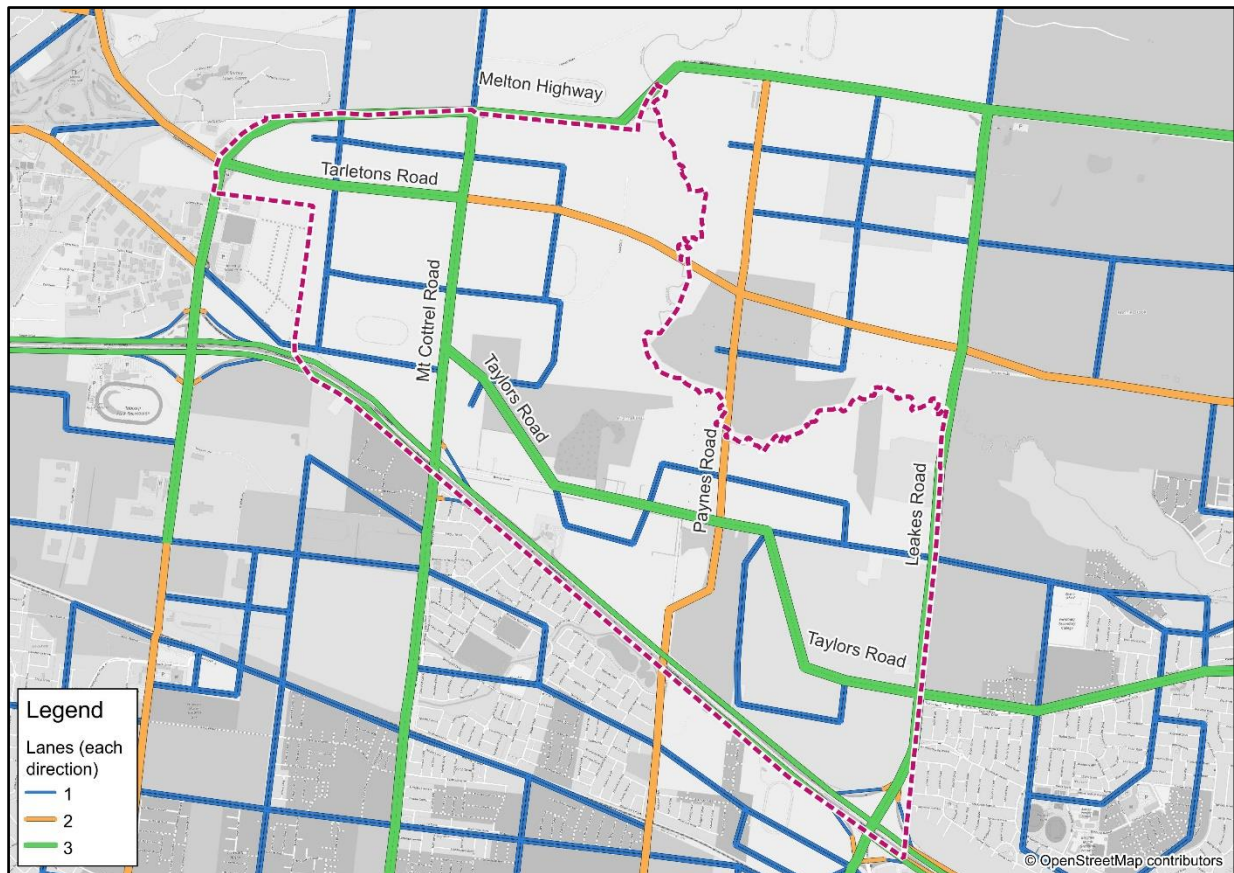 Melton Highway
Tarletons Road
Mt Cottrel Road
Taylors Road
Paynes Road
Leakes Road
Taylors Road
Legend
Lanes (each
direction)
1
2
3
© OpenStreetMap contributors